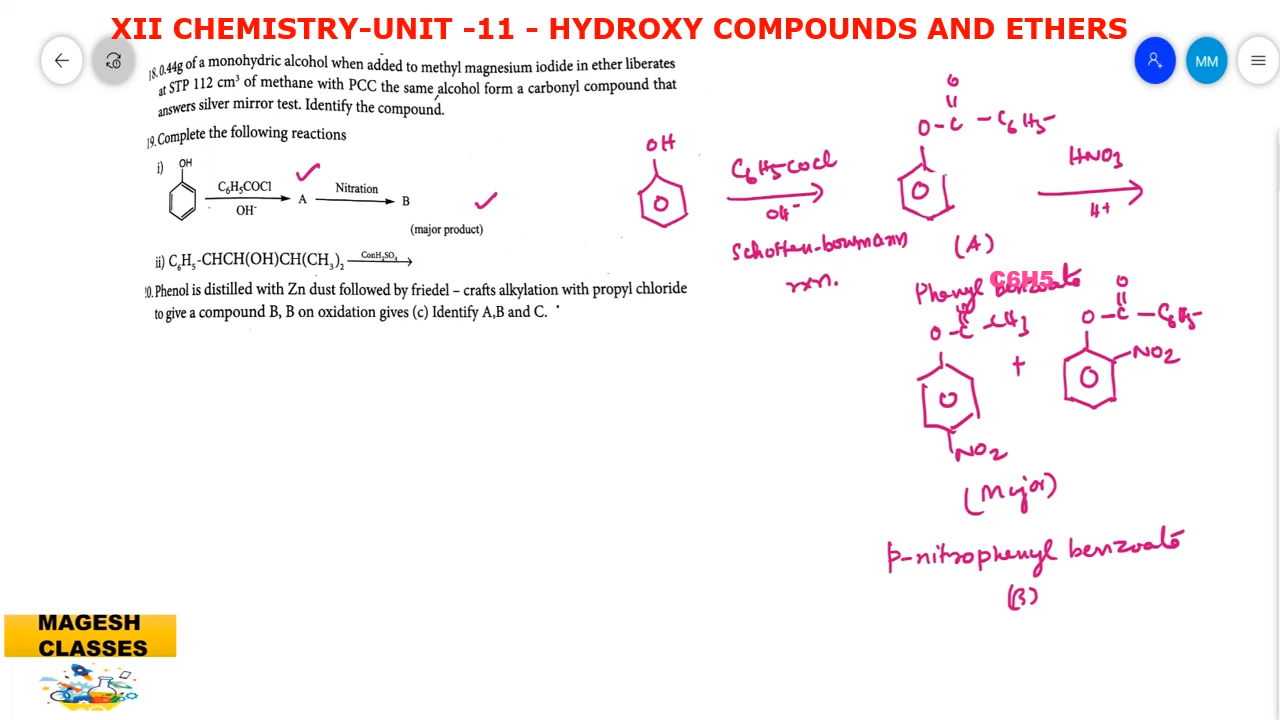 XII CHEMISTRY-UNIT -11 - HYDROXY COMPOUNDS AND ETHERS
MM
18.0.44g of a monohydric alcohol when added to methyl magnesium iodide in ether liberates
at STP 112 cm³ of methane with PCC the same alcohol form a carbonyl compound that
answers silver mirror test. Identify the compound.
19.Complete the following reactions
i)
OH
C₆H₅COCl
OH⁻
A
Nitration
B
(major product)
ii) C₆H₅-CHCH(OH)CH(CH₃)₂
ConH₂SO₄
20.Phenol is distilled with Zn dust followed by friedel – crafts alkylation with propyl chloride
to give a compound B, B on oxidation gives (c) Identify A,B and C.
OH
C6H5COCl
OH⁻
Schotten-boumann
rxn.
O
O-C-C6H5-
(A)
Phenyl benzoate
HNO3
H+
C6H5
O-C-CH3
NO2
(Major)
+
O
O-C-C6H5-
NO2
p-nitrophenyl benzoate
(B)
MAGESH
CLASSES